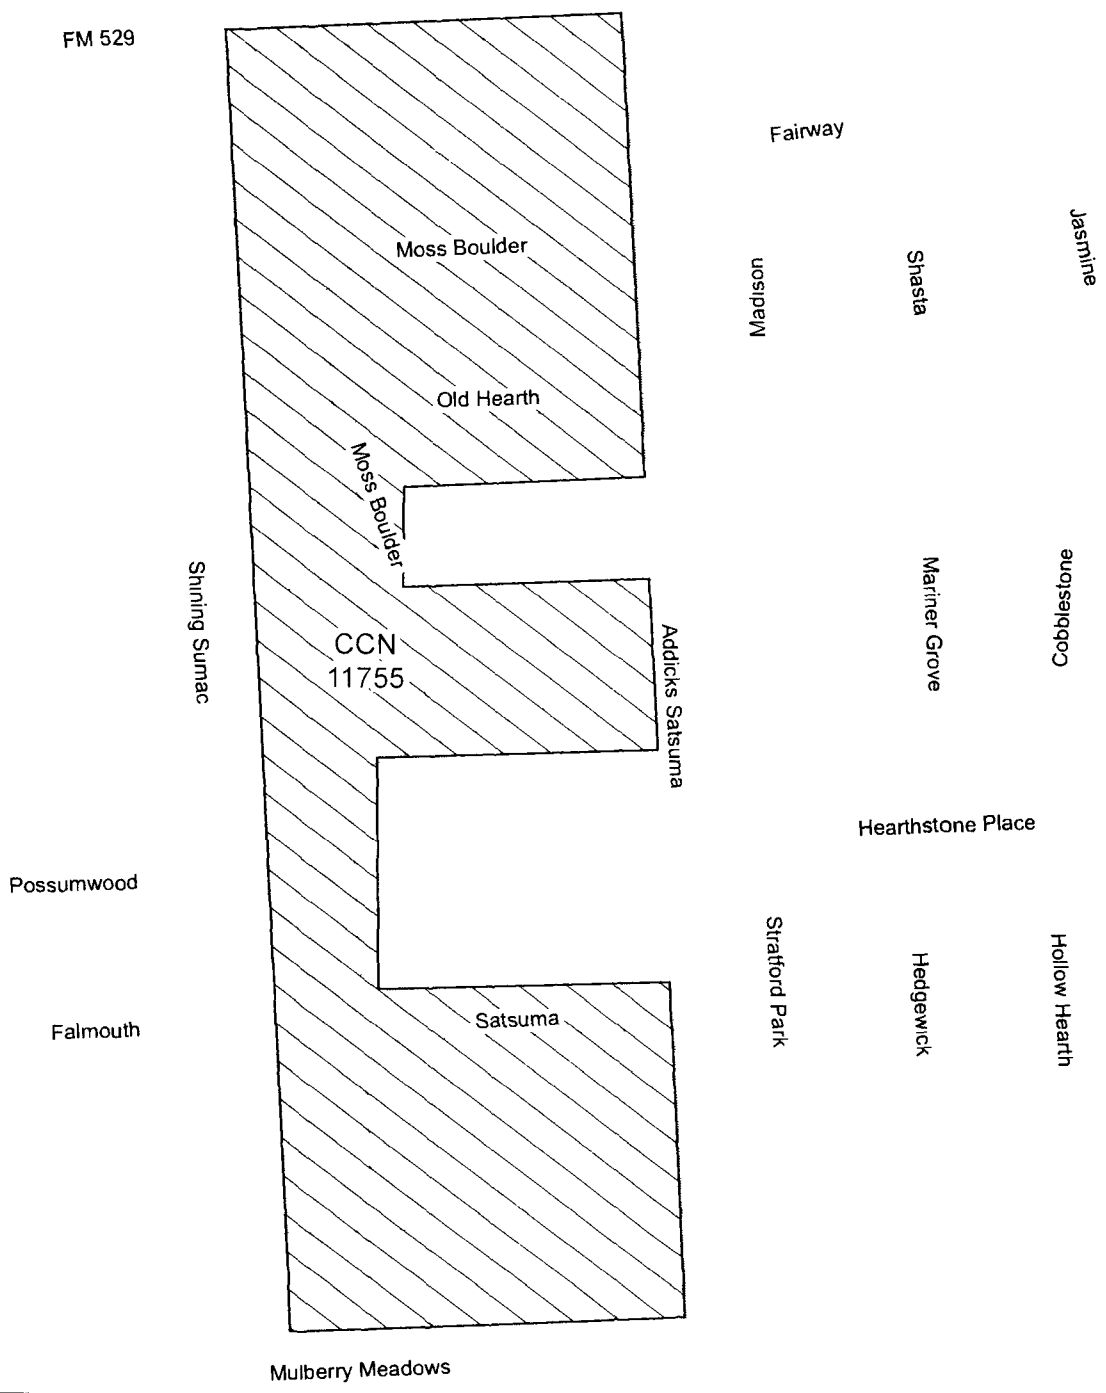 FM 529
Fairway
Jasmine
Moss Boulder
Madison
Shasta
Old Hearth
Moss Boulder
Shining Sumac
Mariner Grove
Cobblestone
CCN
11755
Addicks Satsuma
Hearthstone Place
Possumwood
Stratford Park
Hedgewick
Hollow Hearth
Satsuma
Falmouth
Mulberry Meadows